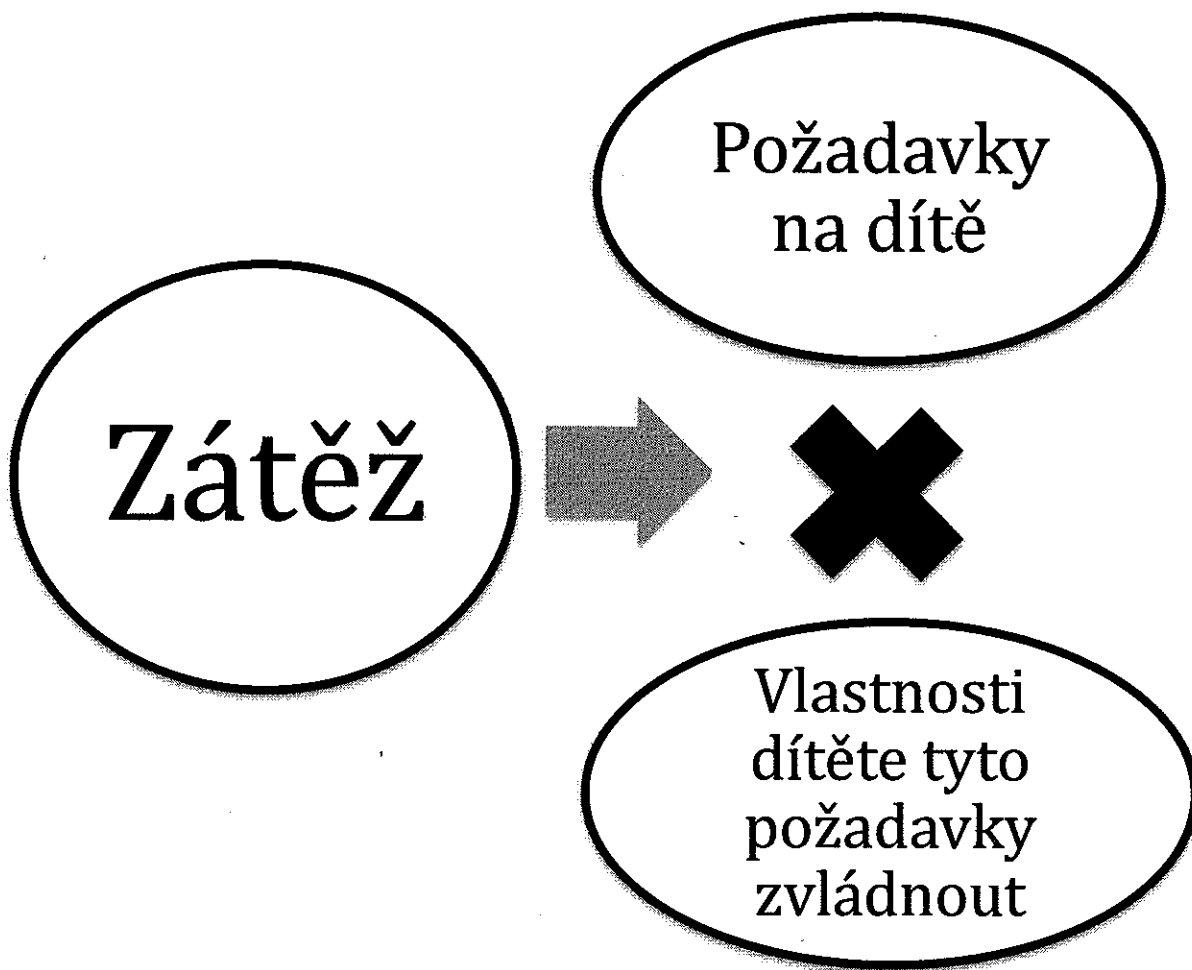 Požadavky
na dítě
Zátěž
Vlastnosti
dítěte tyto
požadavky
zvládnout